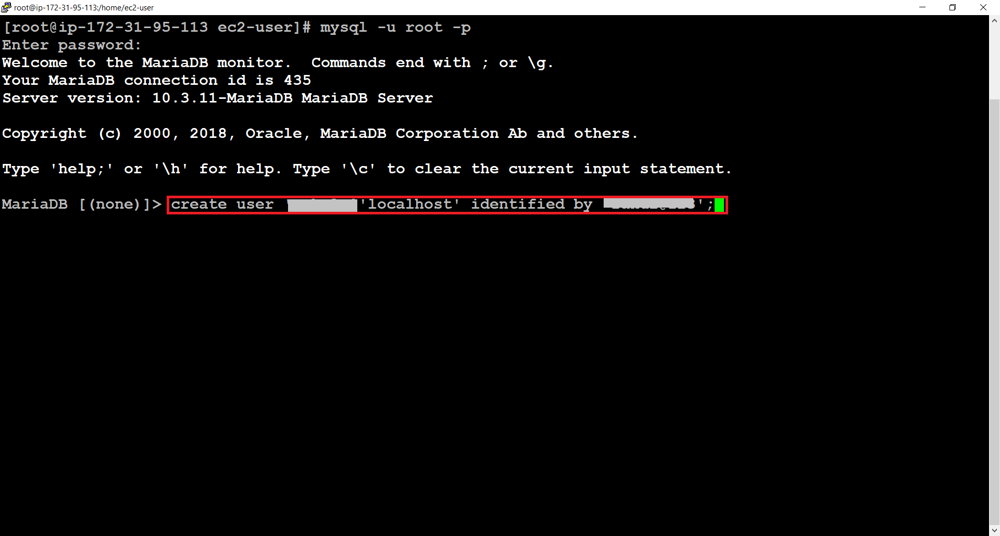 root@ip-172-31-95-113:/home/ec2-user
[root@ip-172-31-95-113 ec2-user]# mysql -u root -p
Enter password:
Welcome to the MariaDB monitor.  Commands end with ; or \g.
Your MariaDB connection id is 435
Server version: 10.3.11-MariaDB MariaDB Server
Copyright (c) 2000, 2018, Oracle, MariaDB Corporation Ab and others.
Type 'help;' or '\h' for help. Type '\c' to clear the current input statement.
MariaDB [(none)]> create user 'localhost' identified by ';